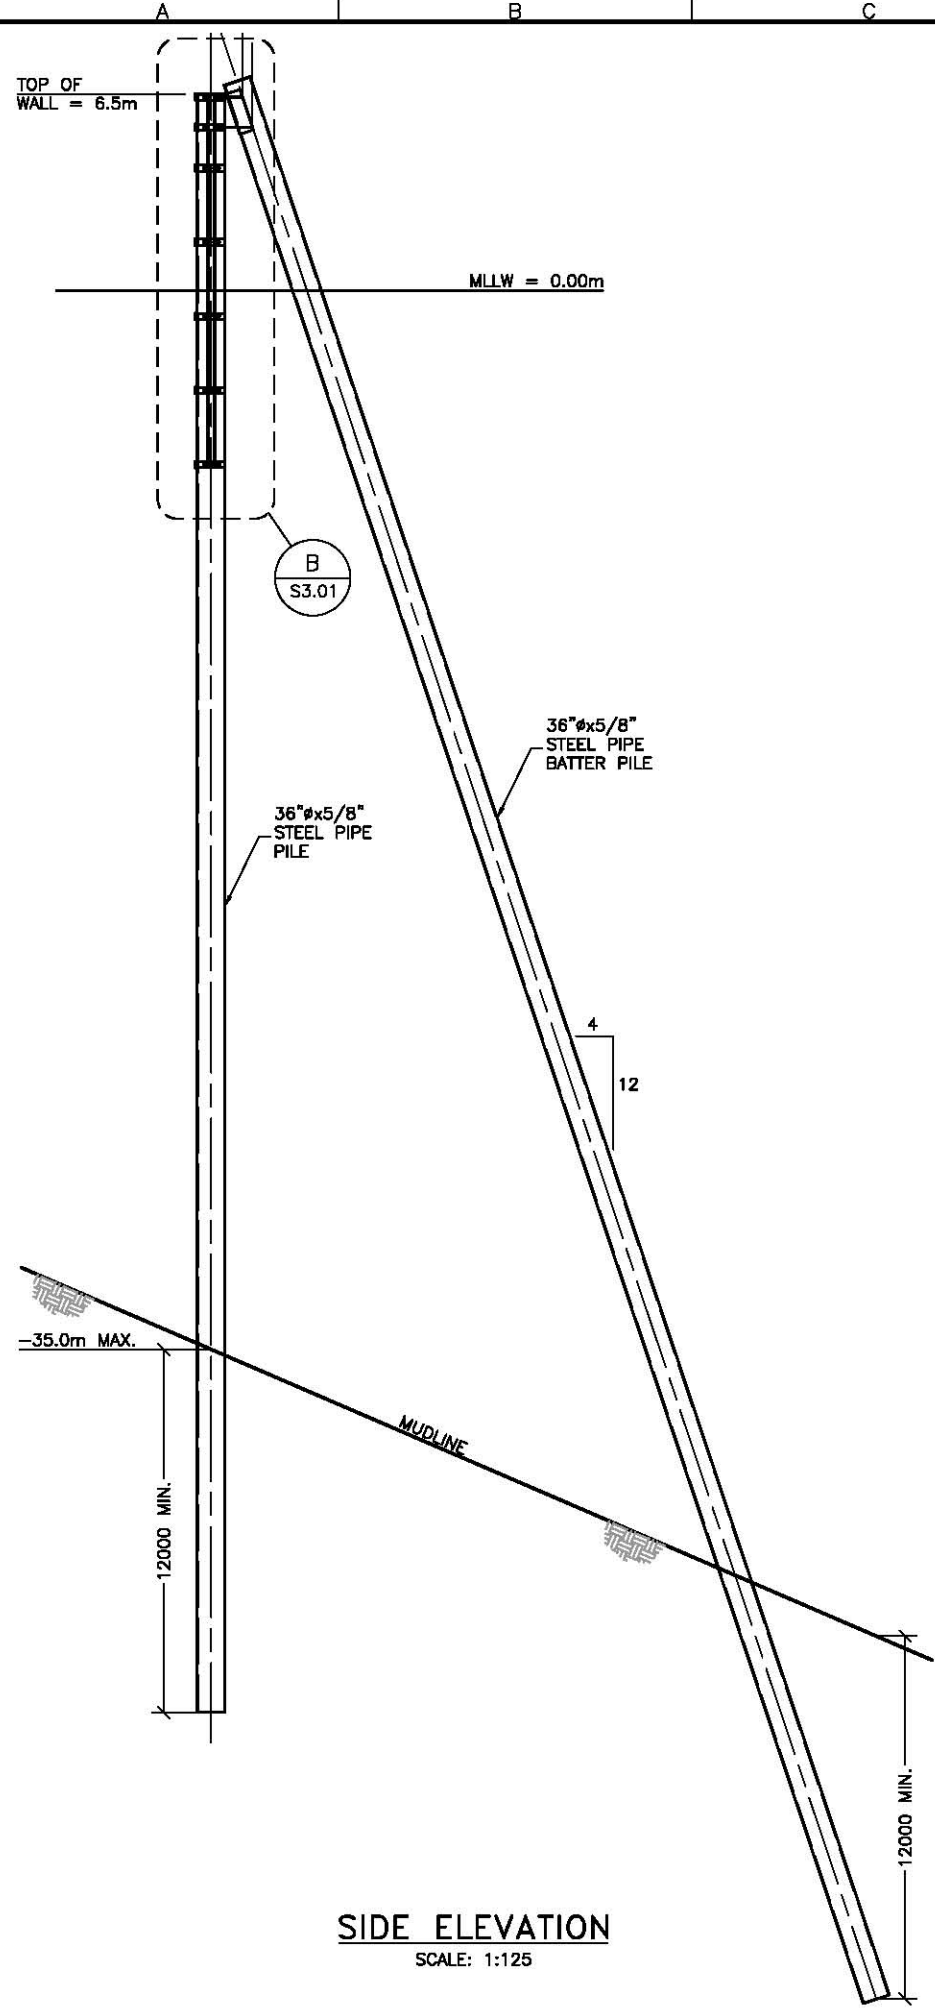 A B C
TOP OF
WALL = 6.5m
MLLW = 0.00m
B
S3.01
36"øx5/8"
STEEL PIPE
BATTER PILE
36"øx5/8"
STEEL PIPE
PILE
4
12
-35.0m MAX.
MUDLINE
12000 MIN.
12000 MIN.
SIDE ELEVATION
SCALE: 1:125